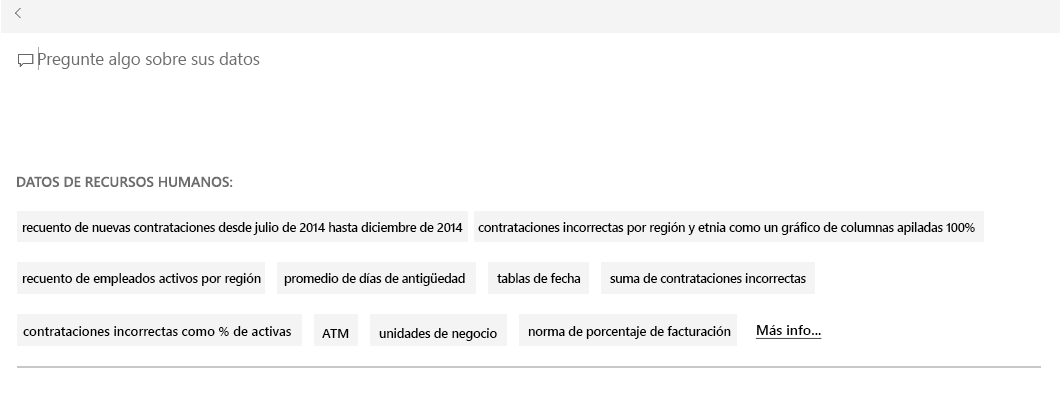 Pregunte algo sobre sus datos
DATOS DE RECURSOS HUMANOS:
recuento de nuevas contrataciones desde julio de 2014 hasta diciembre de 2014 contrataciones incorrectas por región y etnia como un gráfico de columnas apiladas 100%
recuento de empleados activos por región promedio de días de antigüedad tablas de fecha suma de contrataciones incorrectas
contrataciones incorrectas como % de activas ATM unidades de negocio norma de porcentaje de facturación Más info...